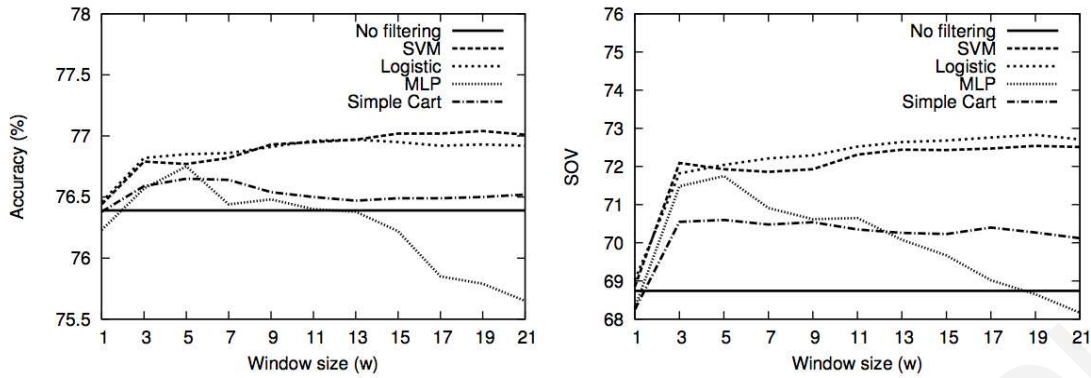 78
77.5
77
76.5
76
75.5
Accuracy (%)
No filtering
SVM
Logistic
MLP
Simple Cart
1 3 5 7 9 11 13 15 17 19 21
Window size (w)
76
75
74
73
72
71
70
69
68
SOV
No filtering
SVM
Logistic
MLP
Simple Cart
1 3 5 7 9 11 13 15 17 19 21
Window size (w)